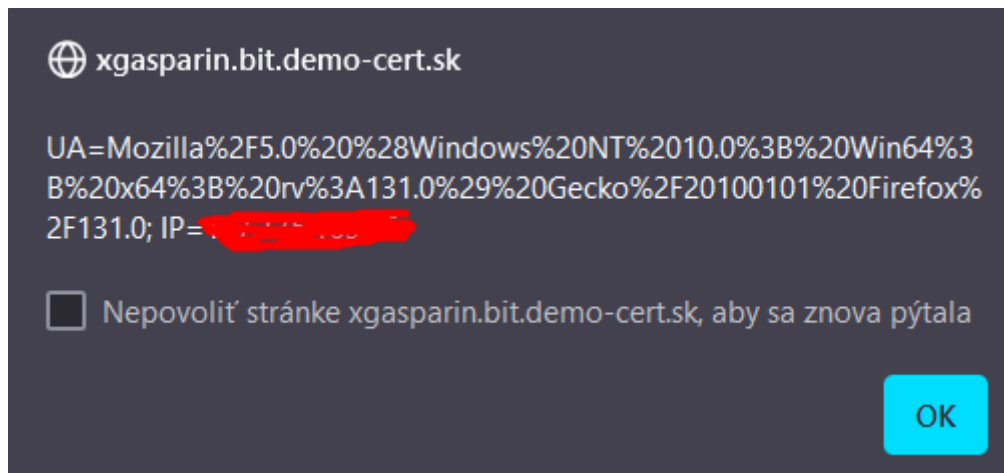 xgasparin.bit.demo-cert.sk
UA=Mozilla%2F5.0%20%28Windows%20NT%2010.0%3B%20Win64%3
B%20x64%3B%20rv%3A131.0%29%20Gecko%2F20100101%20Firefox%
2F131.0; IP=
Nepovoliť stránke xgasparin.bit.demo-cert.sk, aby sa znova pýtala
OK